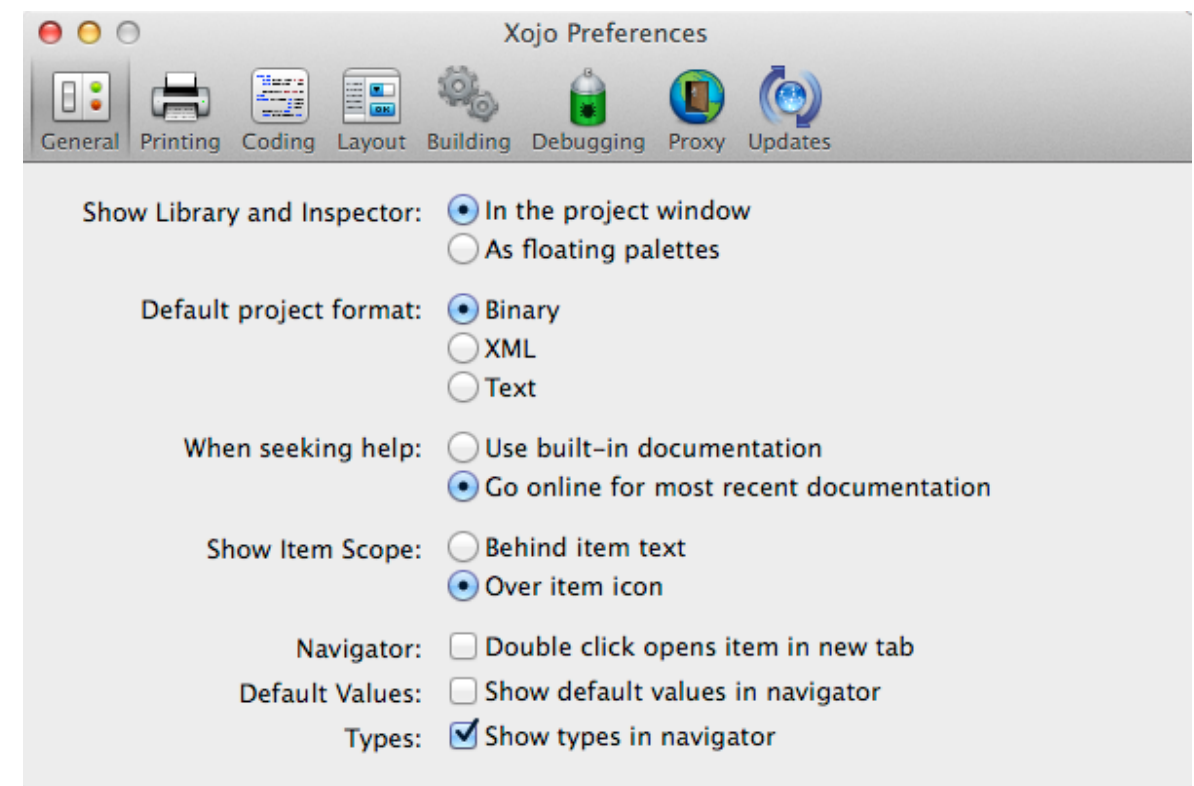 Xojo Preferences
General Printing Coding Layout Building Debugging Proxy Updates
Show Library and Inspector: In the project window
As floating palettes
Default project format: Binary
XML
Text
When seeking help: Use built-in documentation
Go online for most recent documentation
Show Item Scope: Behind item text
Over item icon
Navigator: Double click opens item in new tab
Default Values: Show default values in navigator
Types: Show types in navigator